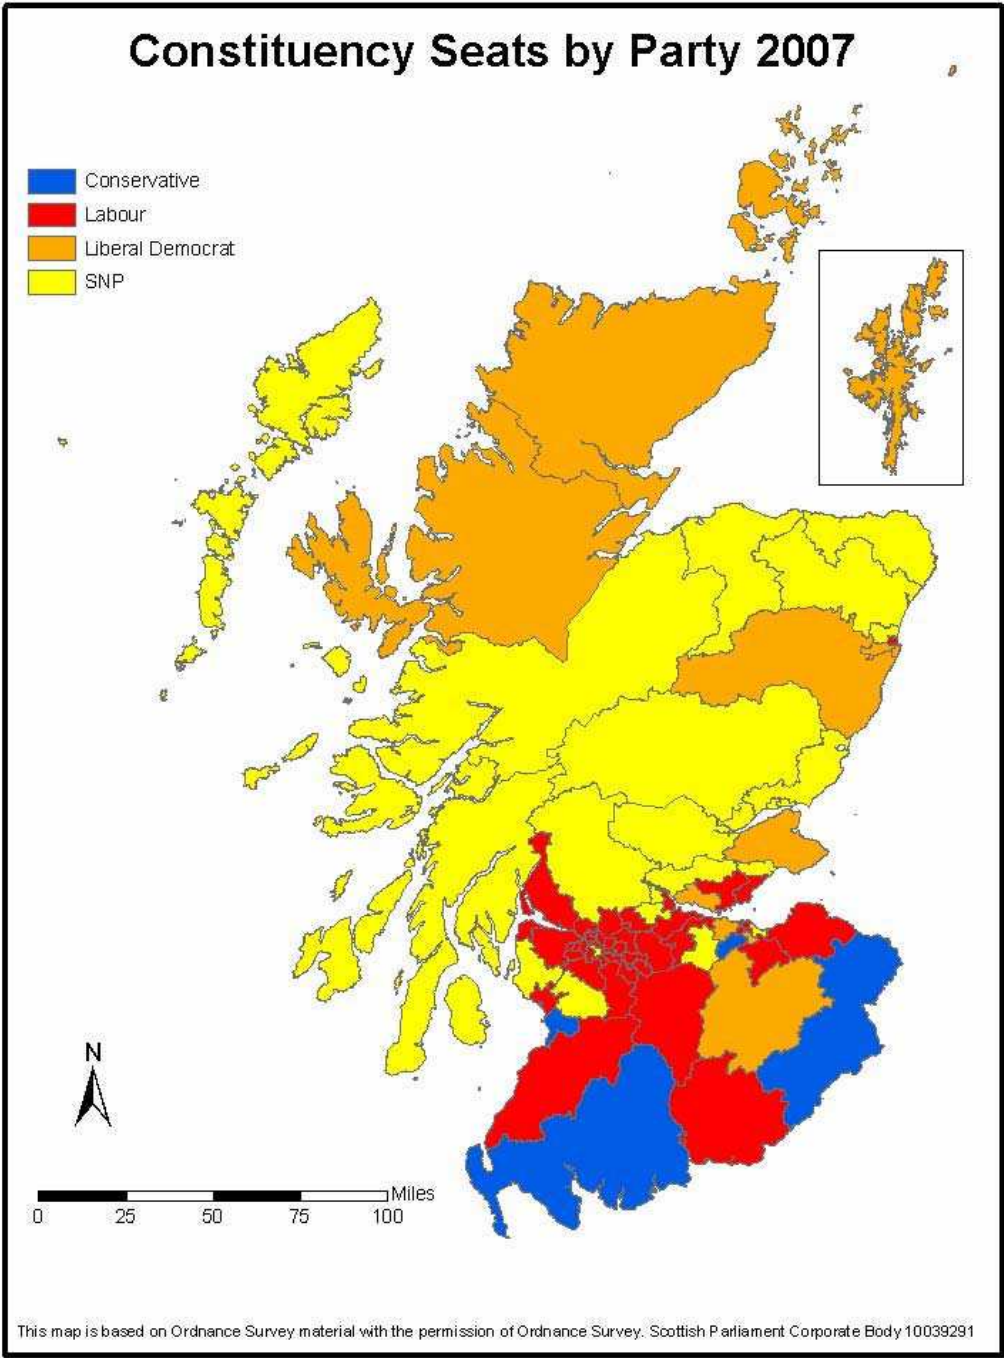 Constituency Seats by Party 2007
Conservative
Labour
Liberal Democrat
SNP
N
Miles
0 25 50 75 100
This map is based on Ordnance Survey material with the permission of Ordnance Survey. Scottish Parliament Corporate Body 10039291